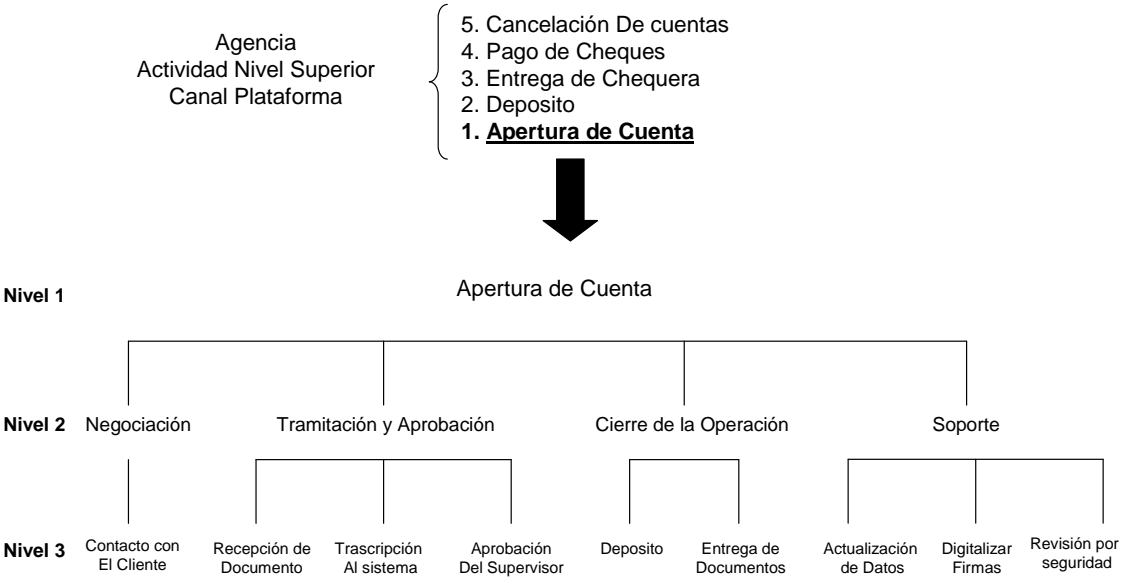 Agencia
Actividad Nivel Superior
Canal Plataforma
5. Cancelación De cuentas
4. Pago de Cheques
3. Entrega de Chequera
2. Deposito
1. Apertura de Cuenta
Nivel 1
Apertura de Cuenta
Nivel 2
Negociación
Tramitación y Aprobación
Cierre de la Operación
Soporte
Nivel 3
Contacto con
El Cliente
Recepción de
Documento
Trascripción
Al sistema
Aprobación
Del Supervisor
Deposito
Entrega de
Documentos
Actualización
de Datos
Digitalizar
Firmas
Revisión por
seguridad